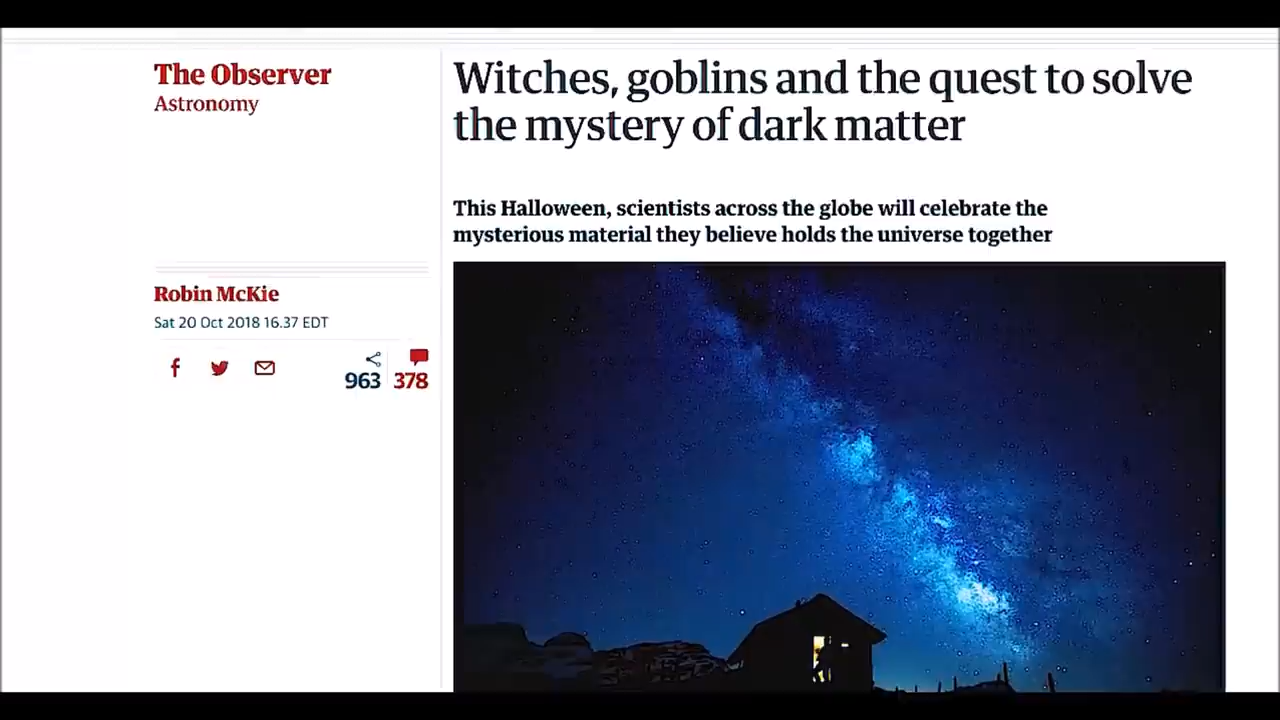 The Observer
Astronomy
Witches, goblins and the quest to solve
the mystery of dark matter
This Halloween, scientists across the globe will celebrate the
mysterious material they believe holds the universe together
Robin McKie
Sat 20 Oct 2018 16.37 EDT
963 378